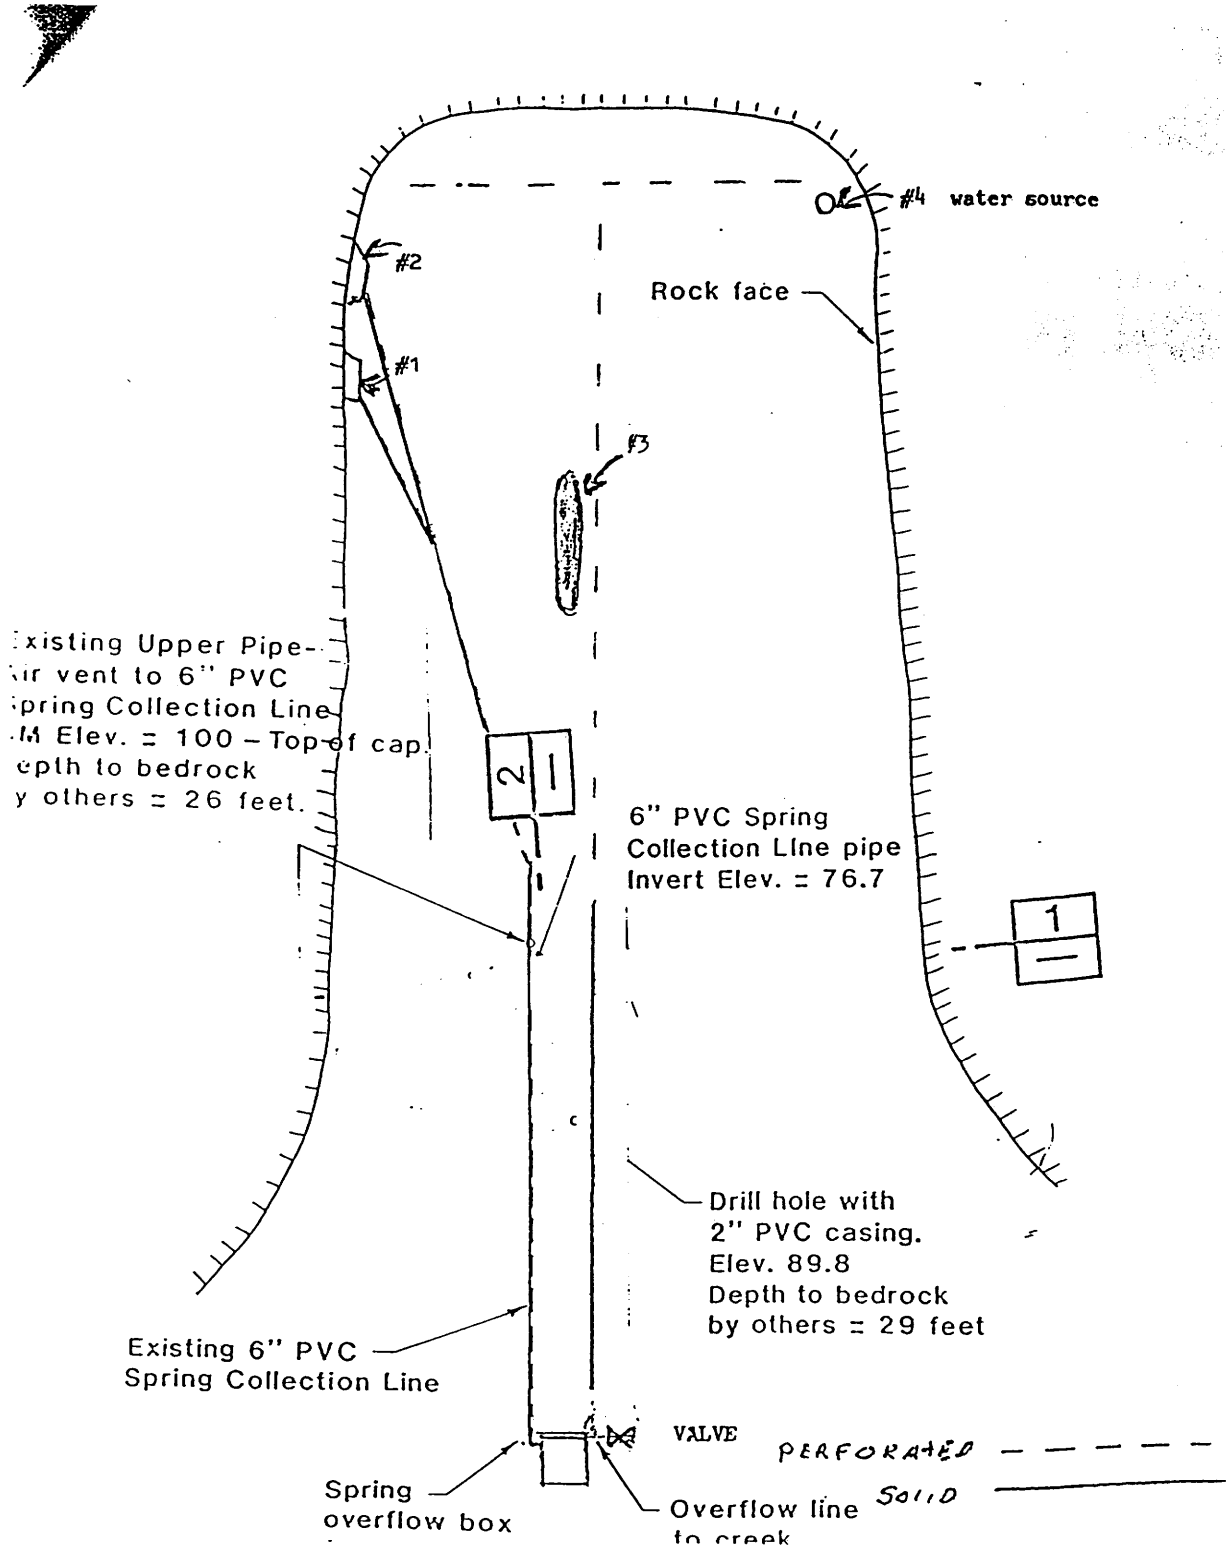 #4 water source
#2
Rock face
#1
#3
xisting Upper Pipe-
ir vent to 6" PVC
pring Collection Line
M Elev. = 100 - Top of cap.
epth to bedrock
y others = 26 feet.
2
1
6" PVC Spring
Collection Line pipe
Invert Elev. = 76.7
1
Drill hole with
2" PVC casing.
Elev. 89.8
Depth to bedrock
by others = 29 feet
Existing 6" PVC
Spring Collection Line
VALVE
PERFORATED
SOLID
Spring
overflow box
Overflow line
to creek